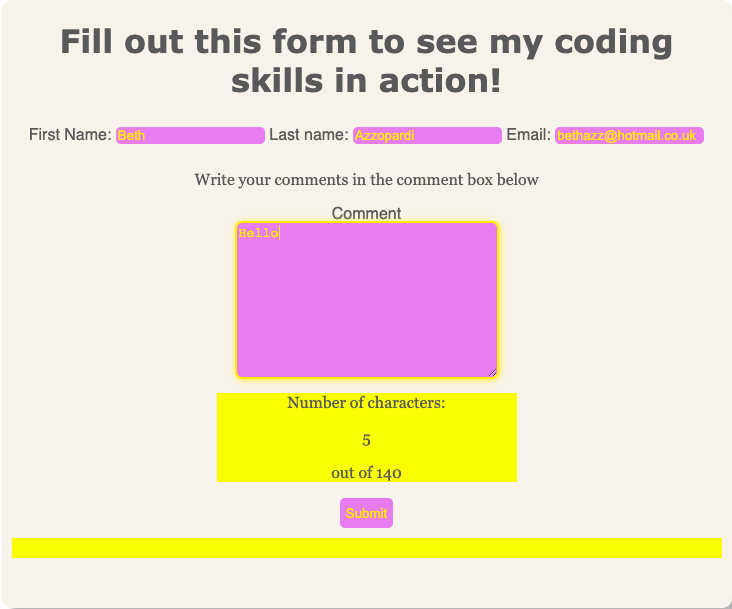 Fill out this form to see my coding
skills in action!
First Name: Beth Last name: Azzopardi Email: bethazz@hotmail.co.uk
Write your comments in the comment box below
Comment
Hello
Number of characters:
5
out of 140
Submit